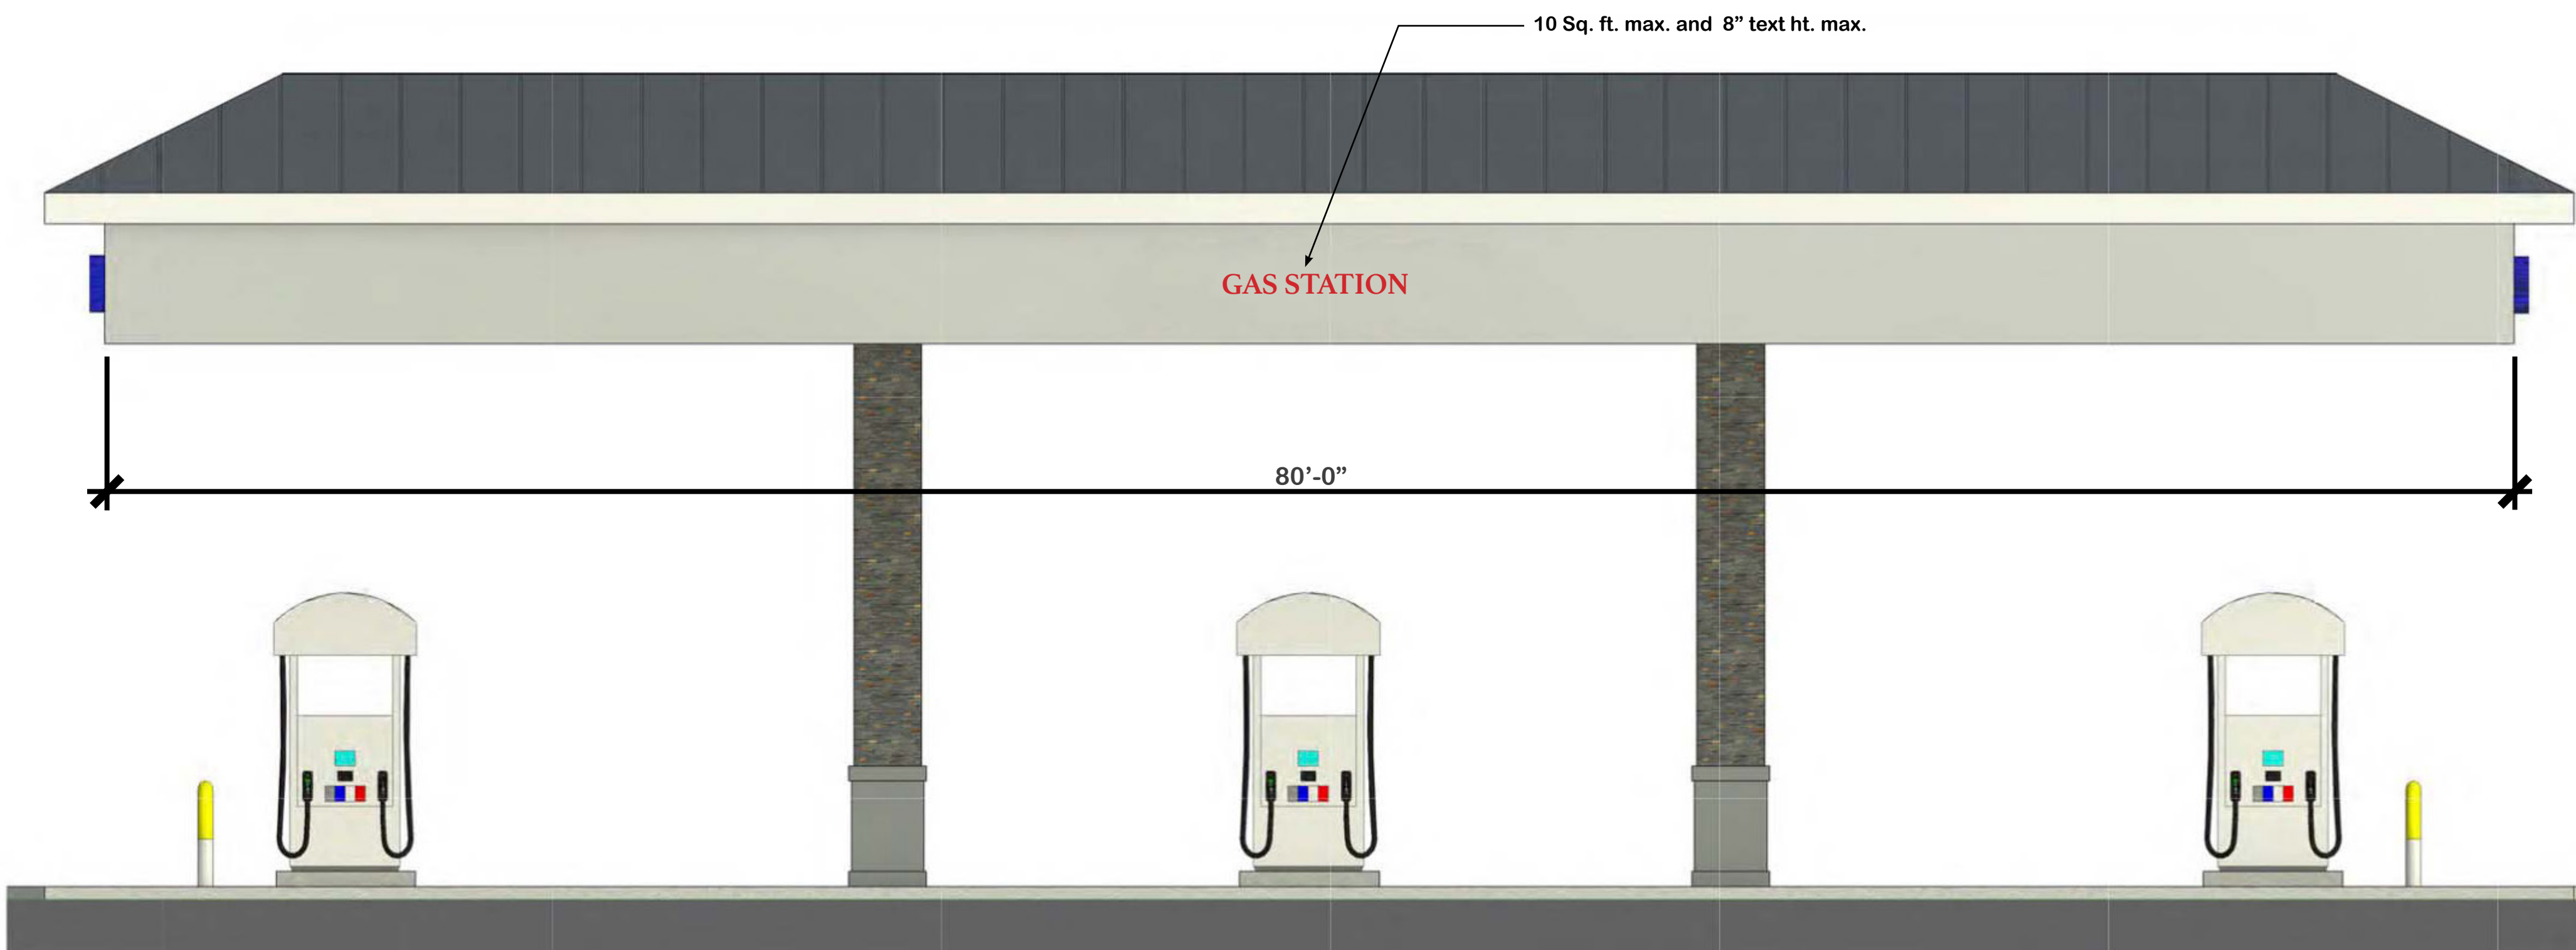 10 Sq. ft. max. and 8” text ht. max.
GAS STATION
80’-0”